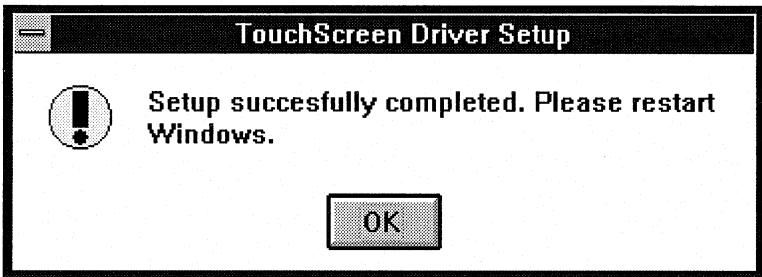 TouchScreen Driver Setup
Setup succesfully completed. Please restart
Windows.
OK